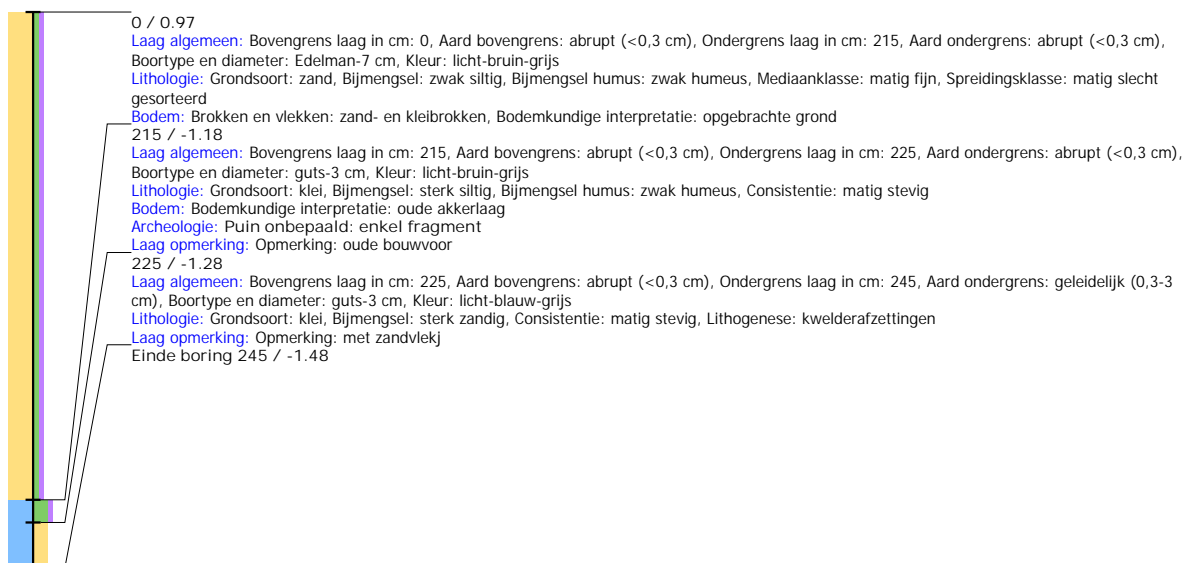 0 / 0.97
Laag algemeen: Bovengrens laag in cm: 0, Aard bovengrens: abrupt (<0,3 cm), Ondergrens laag in cm: 215, Aard ondergrens: abrupt (<0,3 cm),
Boortype en diameter: Edelman-7 cm, Kleur: licht-bruin-grijs
Lithologie: Grondsoort: zand, Bijmengsel: zwak siltig, Bijmengsel humus: zwak humeus, Mediaanklasse: matig fijn, Spreidingsklasse: matig slecht
gesorteerd
Bodem: Brokken en vlekken: zand- en kleibrokken, Bodemkundige interpretatie: opgebrachte grond
215 / -1.18
Laag algemeen: Bovengrens laag in cm: 215, Aard bovengrens: abrupt (<0,3 cm), Ondergrens laag in cm: 225, Aard ondergrens: abrupt (<0,3 cm),
Boortype en diameter: guts-3 cm, Kleur: licht-bruin-grijs
Lithologie: Grondsoort: klei, Bijmengsel: sterk siltig, Bijmengsel humus: zwak humeus, Consistentie: matig stevig
Bodem: Bodemkundige interpretatie: oude akkerlaag
Archeologie: Puin onbepaald: enkel fragment
Laag opmerking: Opmerking: oude bouwvoor
225 / -1.28
Laag algemeen: Bovengrens laag in cm: 225, Aard bovengrens: abrupt (<0,3 cm), Ondergrens laag in cm: 245, Aard ondergrens: geleidelijk (0,3-3
cm), Boortype en diameter: guts-3 cm, Kleur: licht-blauw-grijs
Lithologie: Grondsoort: klei, Bijmengsel: sterk zandig, Consistentie: matig stevig, Lithogenese: kwelderafzettingen
Laag opmerking: Opmerking: met zandvlekj
Einde boring 245 / -1.48